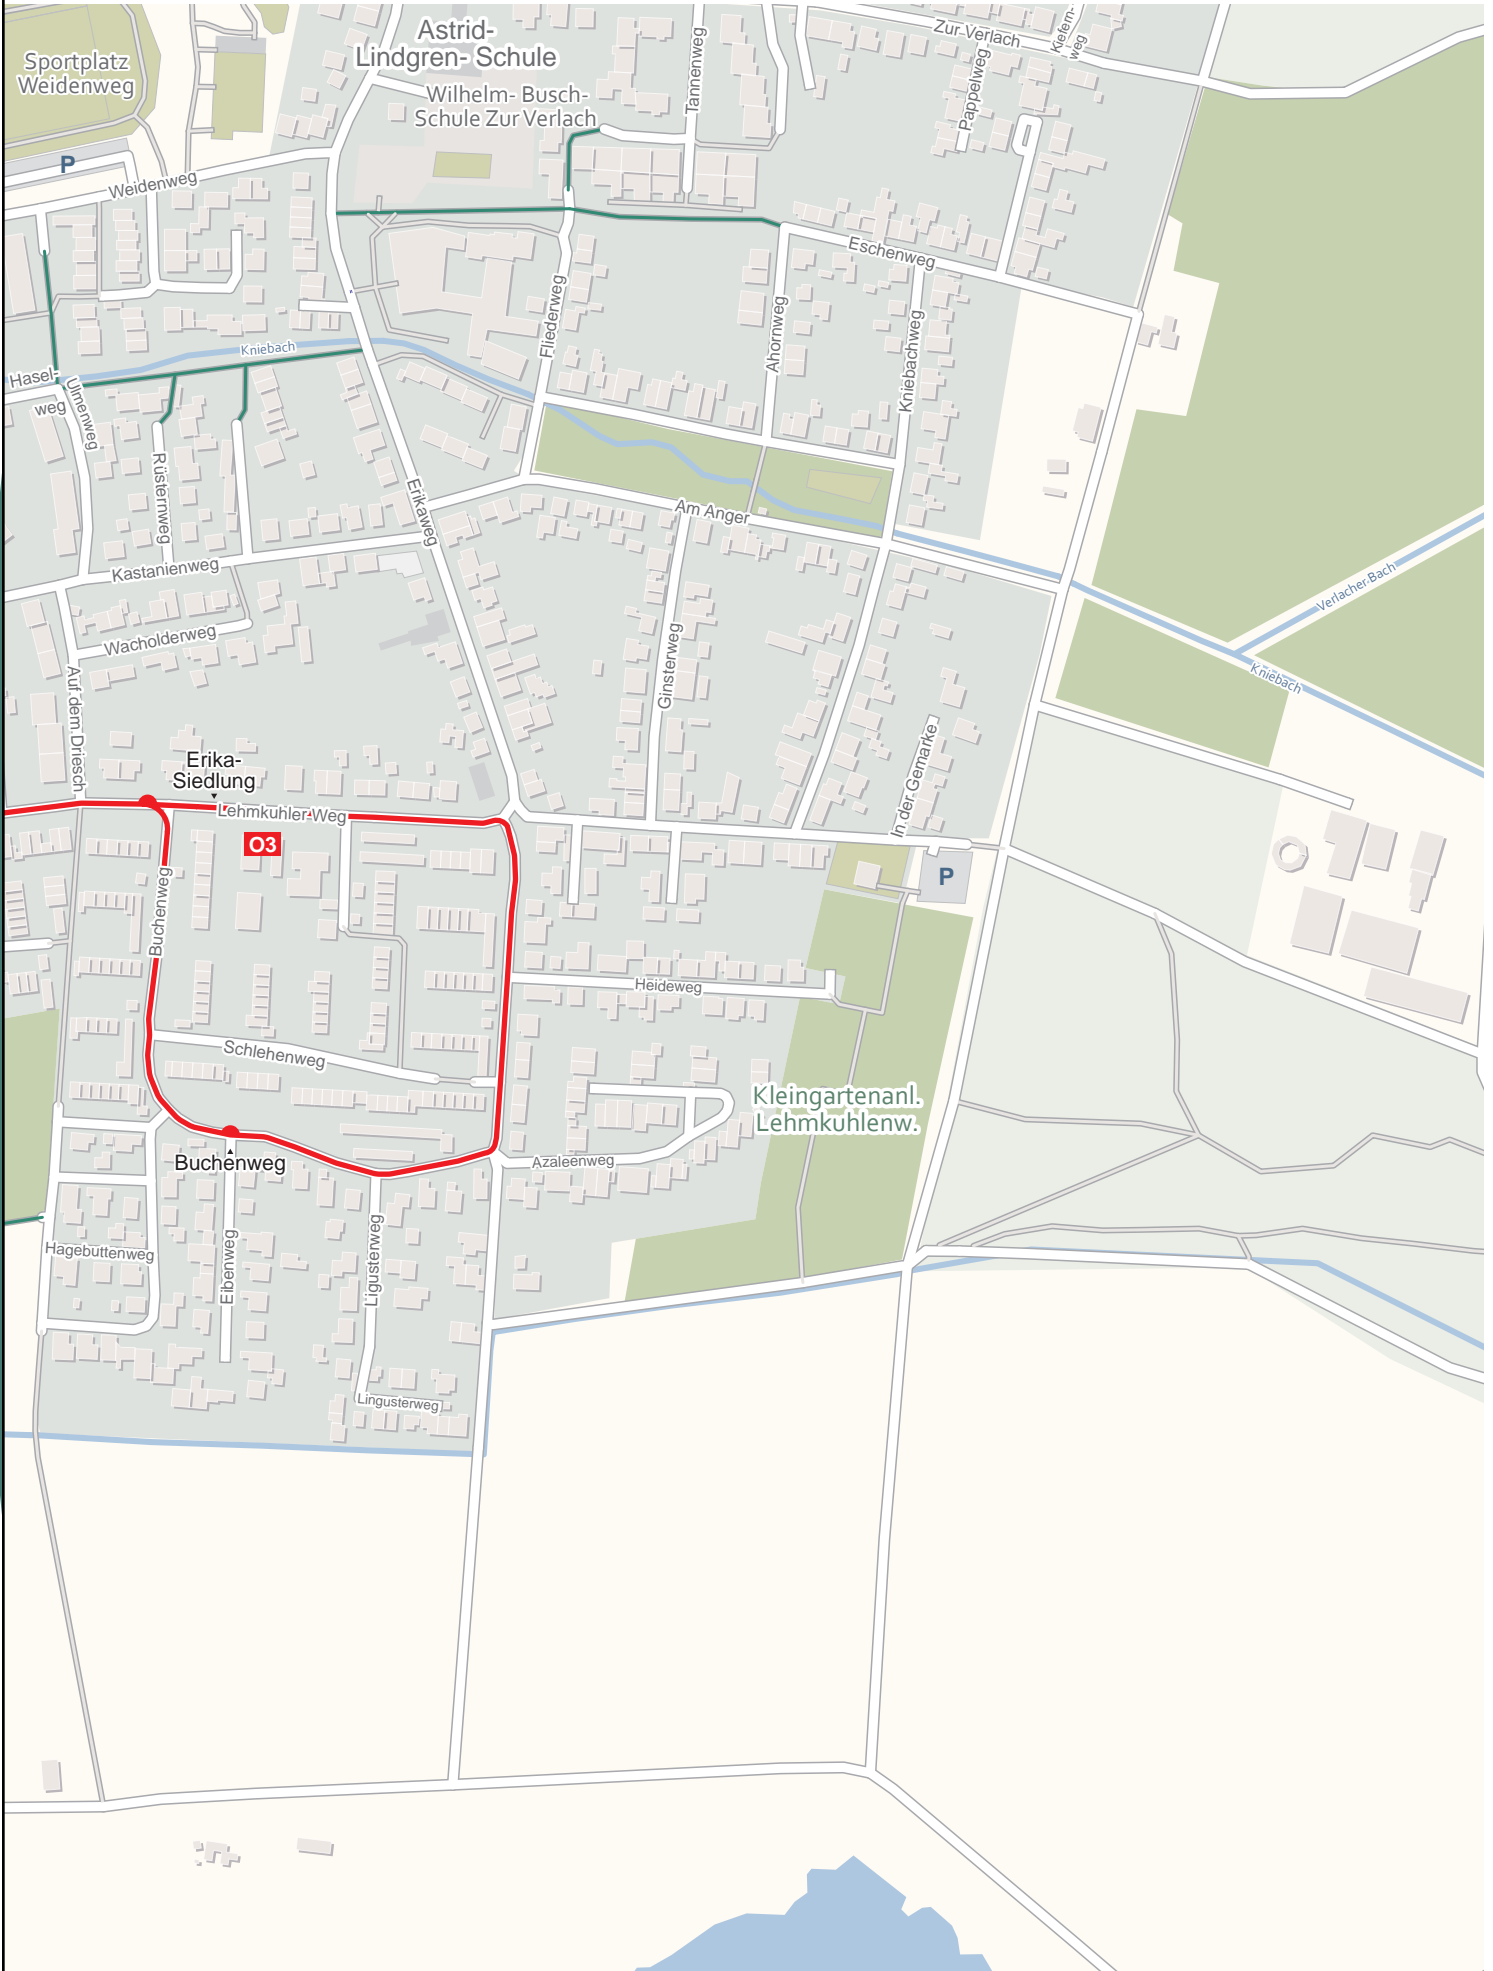 Astrid-
Lindgren- Schule
Zur Verlach
Kiefern-
weg
Sportplatz
Weidenweg
Tannenweg
Pappelweg
Wilhelm- Busch-
Schule Zur Verlach
P
Weidenweg
Eschenweg
Fliederweg
Ahornweg
Kniebachweg
Kniebach
Hasel-
weg
Ulmenweg
Rüsternweg
Erikaweg
Am Anger
Kastanienweg
Verlacher Bach
Wacholderweg
Ginsterweg
Kniebach
Auf dem Driesch
In der Gemarke
Erika-
Siedlung
Lehmkuhler Weg
O3
P
Buchenweg
Heideweg
Schlehenweg
Kleingartenanl.
Lehmkuhlenw.
Buchenweg
Azaleenweg
Hagebuttenweg
Eibenweg
Ligusterweg
Lingusterweg